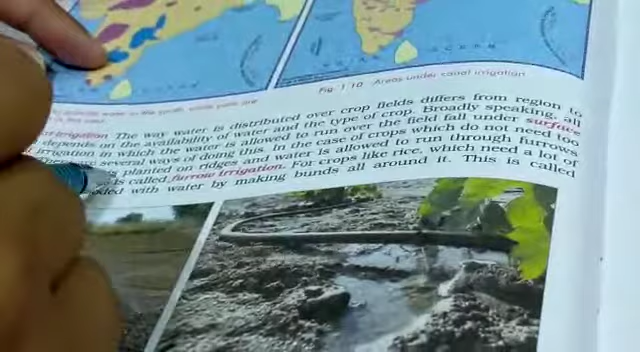 OCEAN
OCEAN
Fig 1.10 Areas under canal irrigation
irrigation The way water is distributed over crop fields differs from region to
depends on the availability of water and the type of crop. Broadly speaking, all
irrigation in which the water is allowed to run over the field fall under surface
are several ways of doing this. In the case of crops which do not need too
planted on ridges and water is allowed to run through furrows
is called furrow irrigation. For crops like rice, which need a lot of
with water by making bunds all around it. This is called